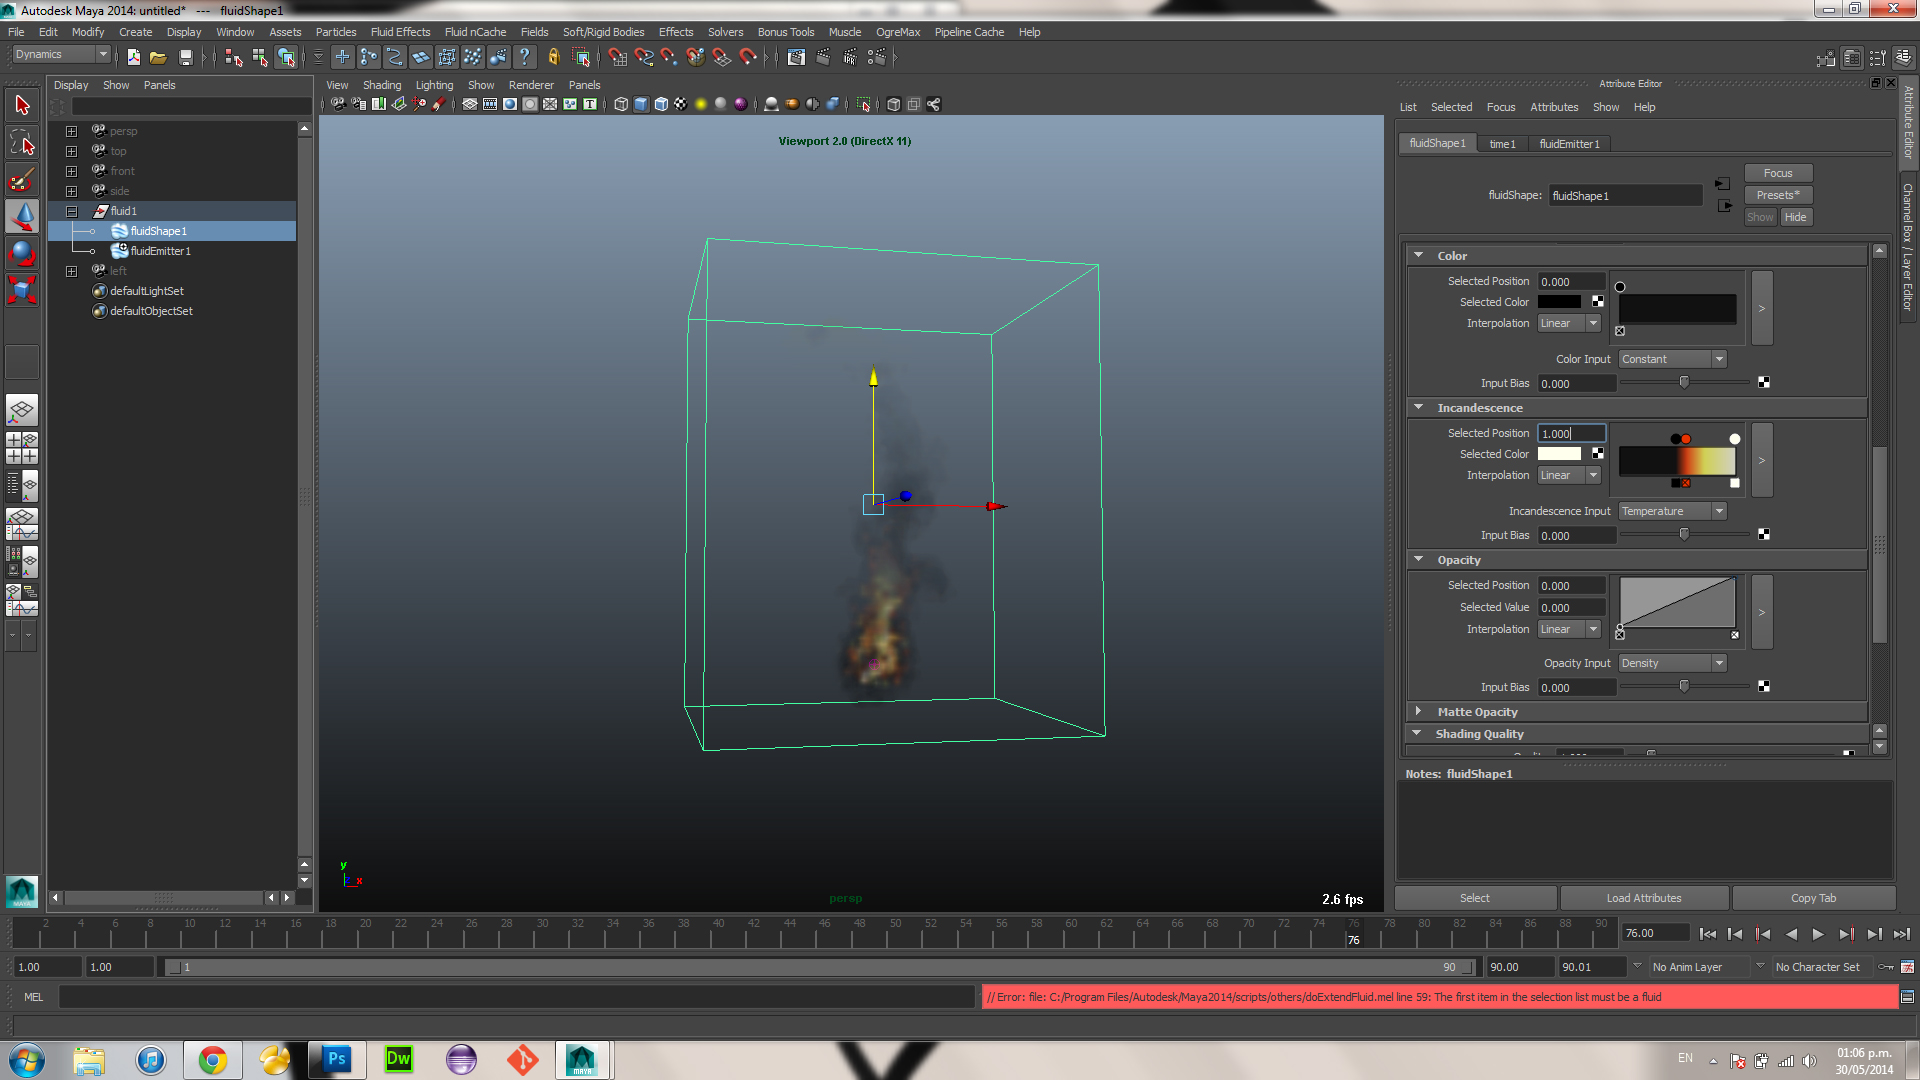 Autodesk Maya 2014: untitled*   ---   fluidShape1
File Edit Modify Create Display Window Assets Particles Fluid Effects Fluid nCache Fields Soft/Rigid Bodies Effects Solvers Bonus Tools Muscle OgreMax Pipeline Cache Help
Dynamics
Display Show Panels
persp
top
front
side
fluid1
fluidShape1
fluidEmitter1
left
defaultLightSet
defaultObjectSet
View Shading Lighting Show Renderer Panels
Viewport 2.0 (DirectX 11)
y
x
persp
2.6 fps
Attribute Editor
List Selected Focus Attributes Show Help
fluidShape1 time1 fluidEmitter1
fluidShape: fluidShape1
Focus
Presets*
Show Hide
Color
Selected Position 0.000
Selected Color
Interpolation Linear
>
Color Input Constant
Input Bias 0.000
Incandescence
Selected Position 1.000
Selected Color
Interpolation Linear
>
Incandescence Input Temperature
Input Bias 0.000
Opacity
Selected Position 0.000
Selected Value 0.000
Interpolation Linear
>
Opacity Input Density
Input Bias 0.000
Matte Opacity
Shading Quality
Notes: fluidShape1
Select Load Attributes Copy Tab
Attribute Editor
Channel Box / Layer Editor
2 4 6 8 10 12 14 16 18 20 22 24 26 28 30 32 34 36 38 40 42 44 46 48 50 52 54 56 58 60 62 64 66 68 70 72 74 76 78 80 82 84 86 88 90
76
76.00
1.00 1.00 1 90 90.00 90.01 No Anim Layer No Character Set
MEL
// Error: file: C:/Program Files/Autodesk/Maya2014/scripts/others/doExtendFluid.mel line 59: The first item in the selection list must be a fluid
Ps
Dw
MAYA
EN
01:06 p.m.
30/05/2014